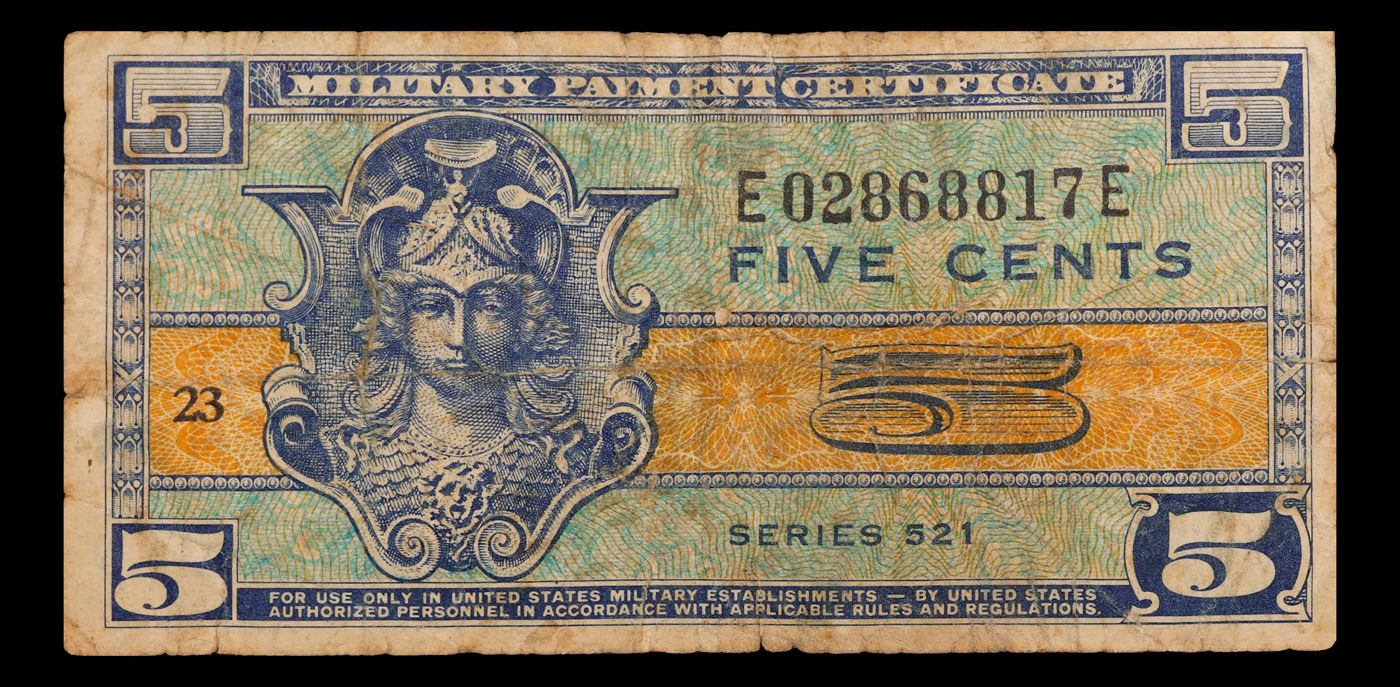 5 MILITARY PAYMENT CERTIFICATE 5
E02868817E
FIVE CENTS
23 5
SERIES 521
5 5
FOR USE ONLY IN UNITED STATES MILITARY ESTABLISHMENTS — BY UNITED STATES
AUTHORIZED PERSONNEL IN ACCORDANCE WITH APPLICABLE RULES AND REGULATIONS.